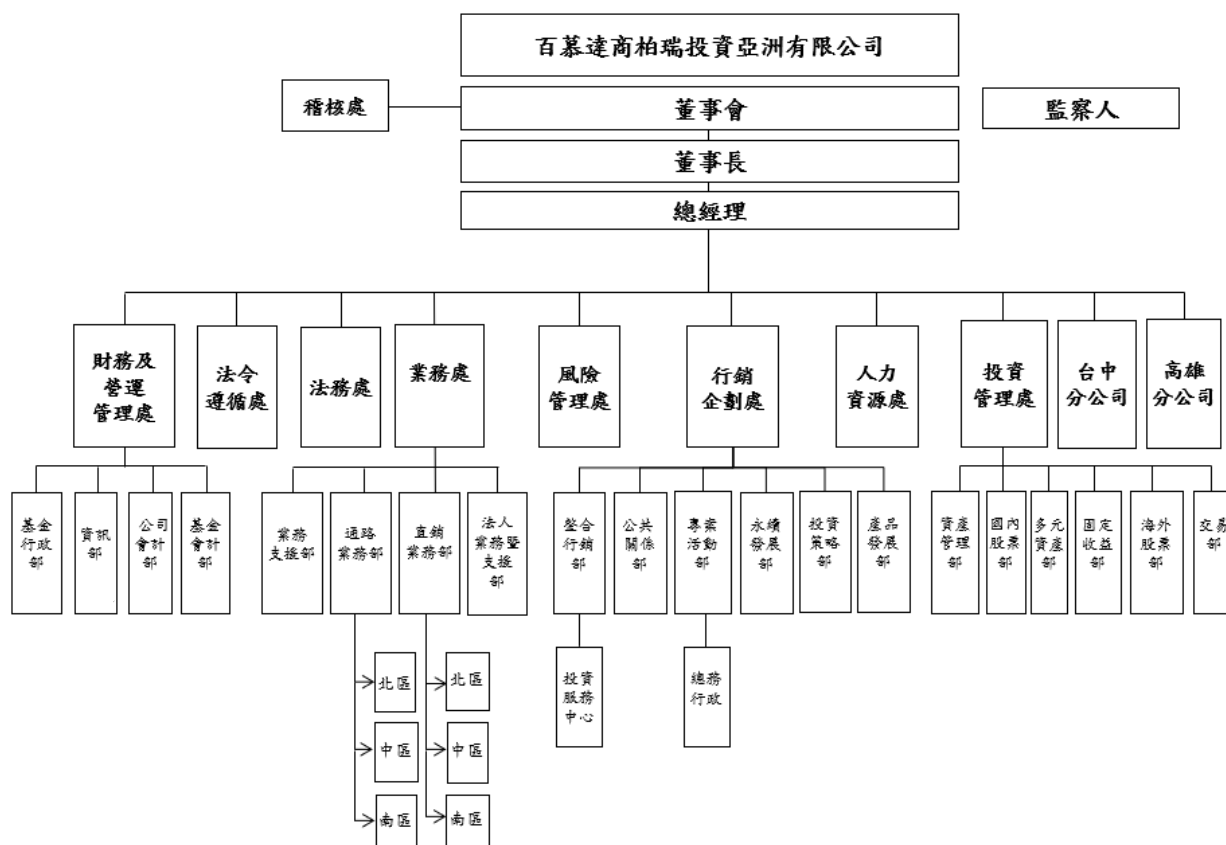 百慕達商柏瑞投資亞洲有限公司
稽核處
董事會
監察人
董事長
總經理
財務及
營運
管理處
法令
遵循處
法務處
業務處
風險
管理處
行銷
企劃處
人力
資源處
投資
管理處
台中
分公司
高雄
分公司
基金
行政
部
資訊
部
公司
會計
部
基金
會計
部
業務
支援部
通路
業務部
直銷
業務部
法人
業務暨
支援
部
整合
行銷
部
公共
關係
部
專案
活動
部
永續
發展
部
投資
策略
部
產品
發展
部
資產
管理
部
國內
股票
部
多元
資產
部
固定
收益
部
海外
股票
部
交易
部
北區
中區
南區
北區
中區
南區
投資
服務
中心
總務
行政